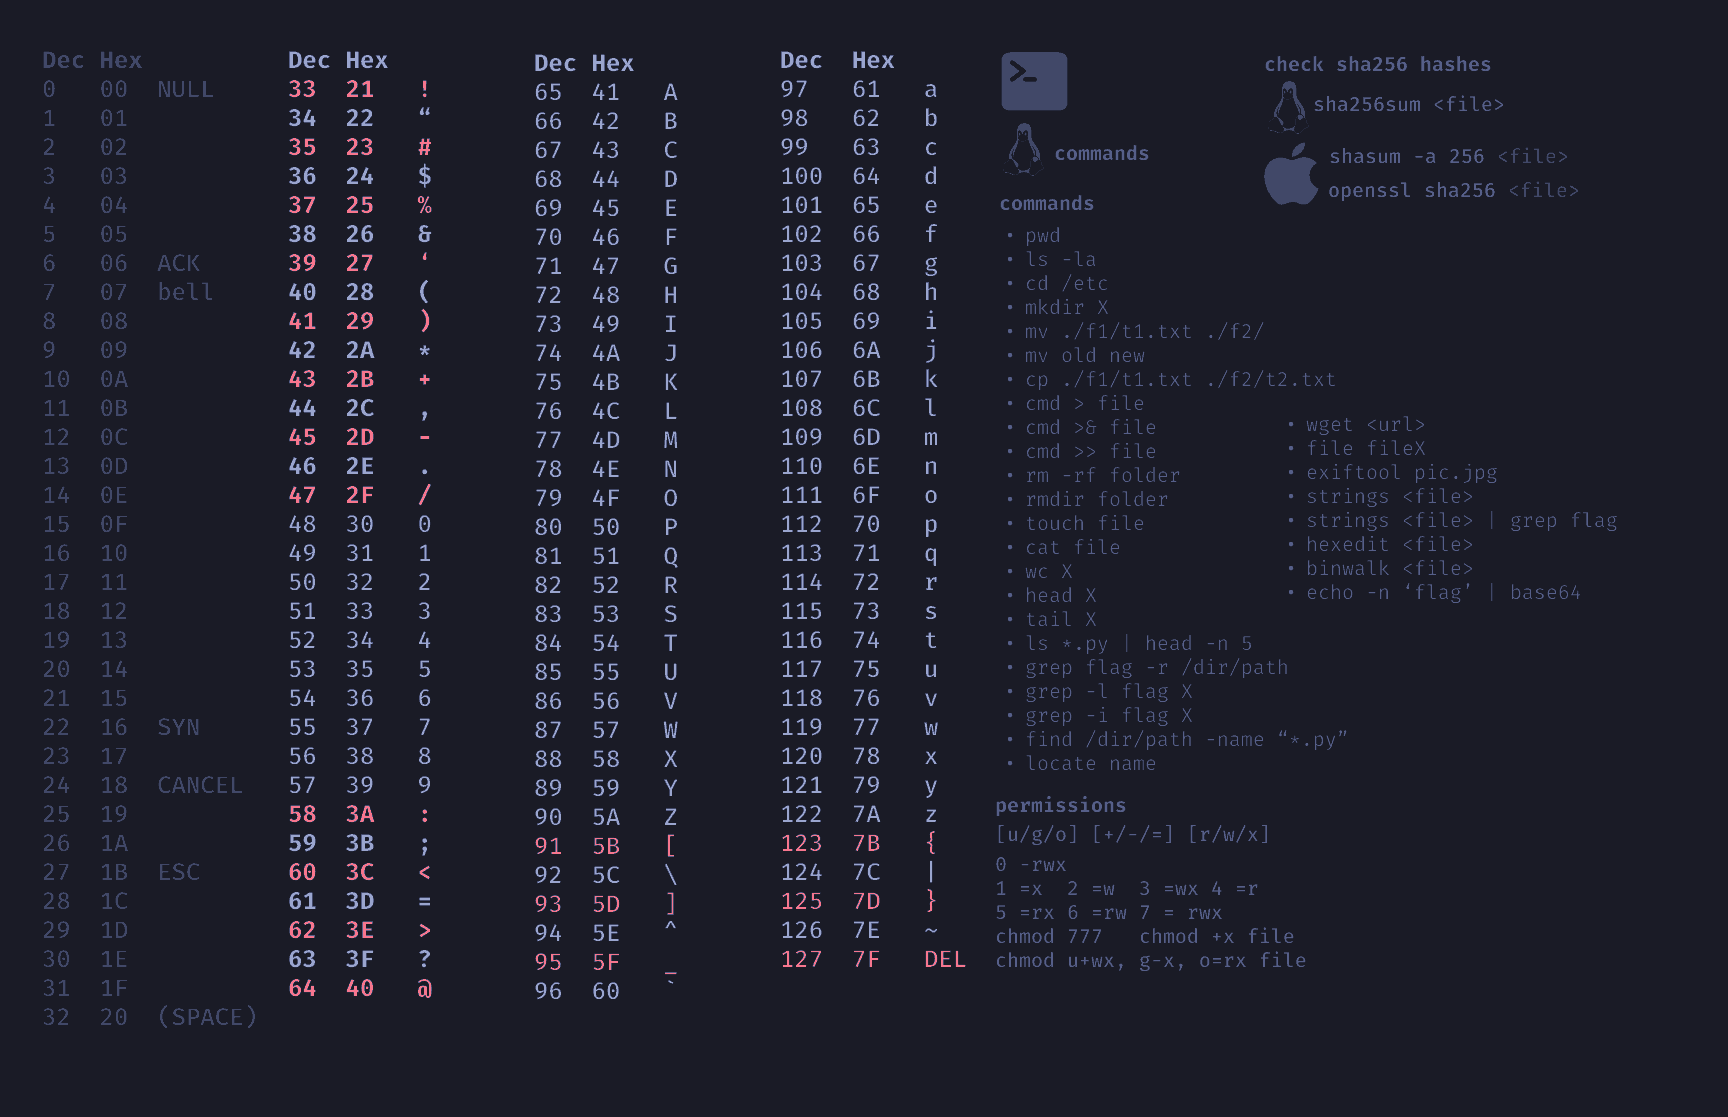 Dec Hex
0 00 NULL
1 01
2 02
3 03
4 04
5 05
6 06 ACK
7 07 bell
8 08
9 09
10 0A
11 0B
12 0C
13 0D
14 0E
15 0F
16 10
17 11
18 12
19 13
20 14
21 15
22 16 SYN
23 17
24 18 CANCEL
25 19
26 1A
27 1B ESC
28 1C
29 1D
30 1E
31 1F
32 20 (SPACE)
Dec Hex
33 21 !
34 22 “
35 23 #
36 24 $
37 25 %
38 26 &
39 27 ‘
40 28 (
41 29 )
42 2A *
43 2B +
44 2C ,
45 2D -
46 2E .
47 2F /
48 30 0
49 31 1
50 32 2
51 33 3
52 34 4
53 35 5
54 36 6
55 37 7
56 38 8
57 39 9
58 3A :
59 3B ;
60 3C <
61 3D =
62 3E >
63 3F ?
64 40 @
Dec Hex
65 41 A
66 42 B
67 43 C
68 44 D
69 45 E
70 46 F
71 47 G
72 48 H
73 49 I
74 4A J
75 4B K
76 4C L
77 4D M
78 4E N
79 4F O
80 50 P
81 51 Q
82 52 R
83 53 S
84 54 T
85 55 U
86 56 V
87 57 W
88 58 X
89 59 Y
90 5A Z
91 5B [
92 5C \
93 5D ]
94 5E ^
95 5F _
96 60 `
Dec Hex
97 61 a
98 62 b
99 63 c
100 64 d
101 65 e
102 66 f
103 67 g
104 68 h
105 69 i
106 6A j
107 6B k
108 6C l
109 6D m
110 6E n
111 6F o
112 70 p
113 71 q
114 72 r
115 73 s
116 74 t
117 75 u
118 76 v
119 77 w
120 78 x
121 79 y
122 7A z
123 7B {
124 7C |
125 7D }
126 7E ~
127 7F DEL
>_
commands
commands
• pwd
• ls -la
• cd /etc
• mkdir X
• mv ./f1/t1.txt ./f2/
• mv old new
• cp ./f1/t1.txt ./f2/t2.txt
• cmd > file
• cmd >& file
• cmd >> file
• rm -rf folder
• rmdir folder
• touch file
• cat file
• wc X
• head X
• tail X
• ls *.py | head -n 5
• grep flag -r /dir/path
• grep -l flag X
• grep -i flag X
• find /dir/path -name “*.py”
• locate name
permissions
[u/g/o] [+/-/=] [r/w/x]
0 -rwx
1 =x 2 =w 3 =wx 4 =r
5 =rx 6 =rw 7 = rwx
chmod 777 chmod +x file
chmod u+wx, g-x, o=rx file
check sha256 hashes
sha256sum <file>
shasum -a 256 <file>
openssl sha256 <file>
• wget <url>
• file fileX
• exiftool pic.jpg
• strings <file>
• strings <file> | grep flag
• hexedit <file>
• binwalk <file>
• echo -n ‘flag’ | base64